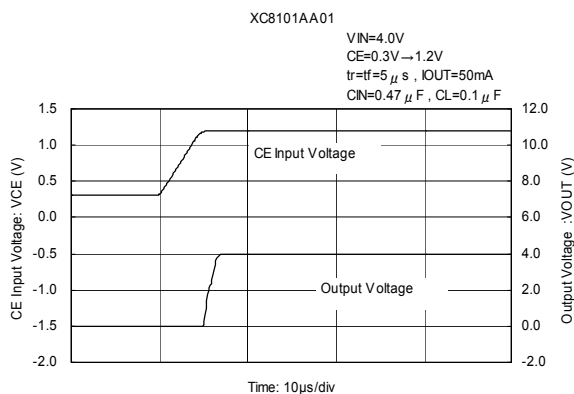 XC8101AA01
VIN=4.0V
CE=0.3V→1.2V
tr=tf=5μs , IOUT=50mA
CIN=0.47μF , CL=0.1μF
CE Input Voltage: VCE (V)
1.5
1.0
0.5
0.0
-0.5
-1.0
-1.5
-2.0
CE Input Voltage
Output Voltage
12.0
10.0
8.0
6.0
4.0
2.0
0.0
-2.0
Output Voltage :VOUT (V)
Time: 10μs/div